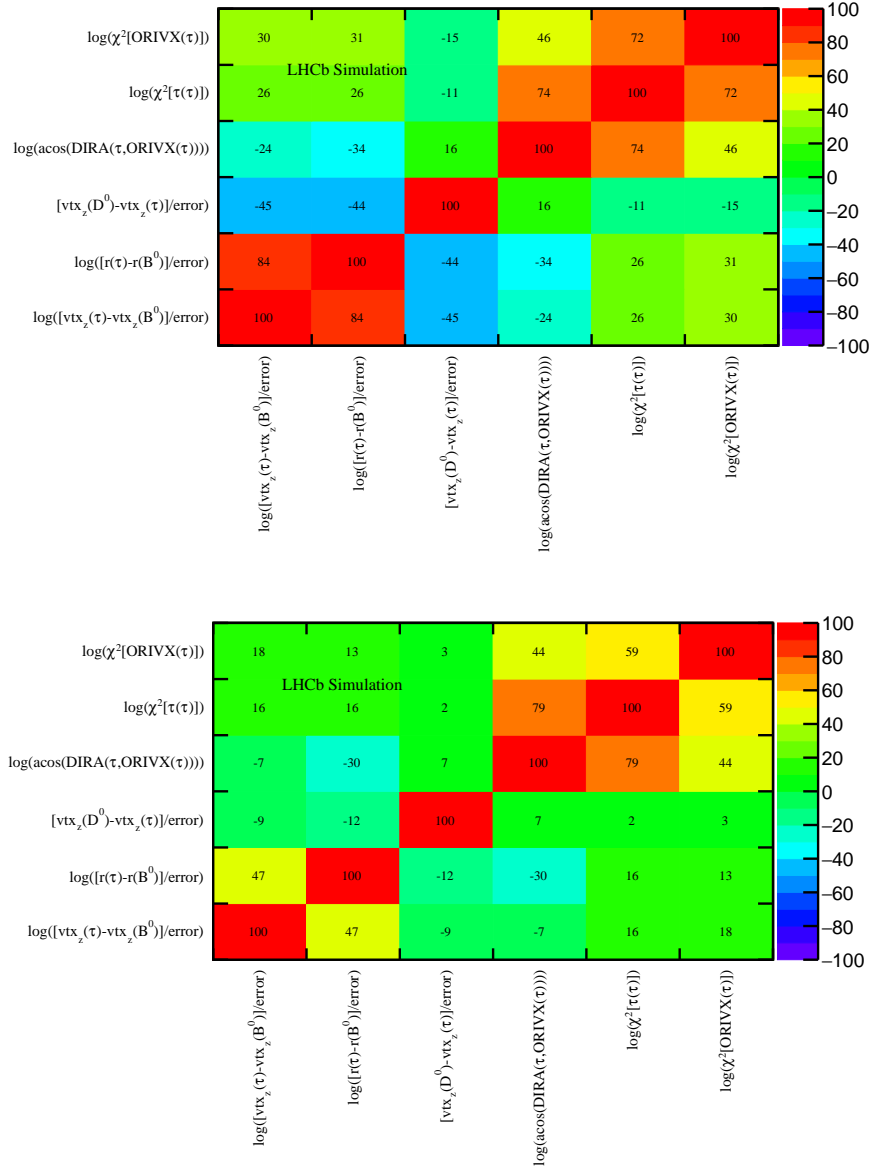 log(χ²[ORIVX(τ)]) 30 31 -15 46 72 100
LHCb Simulation
log(χ²[τ(τ)]) 26 26 -11 74 100 72
log(acos(DIRA(τ,ORIVX(τ)))) -24 -34 16 100 74 46
[vtx_z(D⁰)-vtx_z(τ)]/error) -45 -44 100 16 -11 -15
log([r(τ)-r(B⁰)]/error) 84 100 -44 -34 26 31
log([vtx_z(τ)-vtx_z(B⁰)]/error) 100 84 -45 -24 26 30
100
80
60
40
20
0
−20
−40
−60
−80
−100
log([vtx_z(τ)-vtx_z(B⁰)]/error)
log([r(τ)-r(B⁰)]/error)
[vtx_z(D⁰)-vtx_z(τ)]/error)
log(acos(DIRA(τ,ORIVX(τ))))
log(χ²[τ(τ)])
log(χ²[ORIVX(τ)])
log(χ²[ORIVX(τ)]) 18 13 3 44 59 100
LHCb Simulation
log(χ²[τ(τ)]) 16 16 2 79 100 59
log(acos(DIRA(τ,ORIVX(τ)))) -7 -30 7 100 79 44
[vtx_z(D⁰)-vtx_z(τ)]/error) -9 -12 100 7 2 3
log([r(τ)-r(B⁰)]/error) 47 100 -12 -30 16 13
log([vtx_z(τ)-vtx_z(B⁰)]/error) 100 47 -9 -7 16 18
100
80
60
40
20
0
−20
−40
−60
−80
−100
log([vtx_z(τ)-vtx_z(B⁰)]/error)
log([r(τ)-r(B⁰)]/error)
[vtx_z(D⁰)-vtx_z(τ)]/error)
log(acos(DIRA(τ,ORIVX(τ))))
log(χ²[τ(τ)])
log(χ²[ORIVX(τ)])